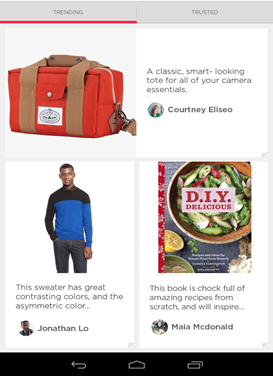 TRENDING
TRUSTED
A classic, smart- looking
tote for all of your camera
essentials.
Courtney Eliseo
D.I.Y.
DELICIOUS
This sweater has great
contrasting colors, and the
asymmetric color...
Jonathan Lo
This book is chock full of
amazing recipes from
scratch, and will inspire...
Maia Mcdonald